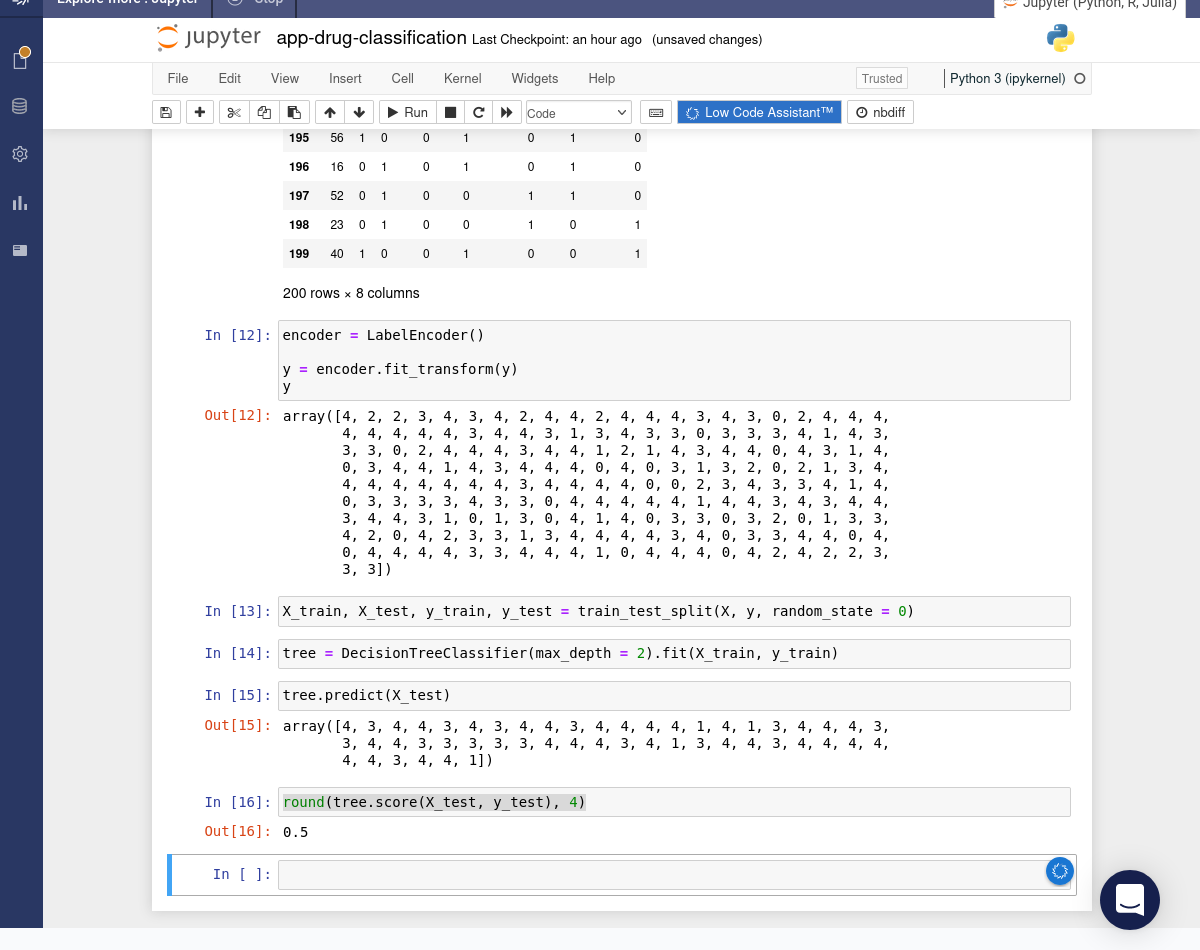 Explore more : Jupyter
Stop
Jupyter (Python, R, Julia)
jupyter app-drug-classification Last Checkpoint: an hour ago (unsaved changes)
File Edit View Insert Cell Kernel Widgets Help Trusted Python 3 (ipykernel)
Run Code Low Code Assistant™ nbdiff
195 56 1 0 0 1 0 1 0
196 16 0 1 0 1 0 1 0
197 52 0 1 0 0 1 1 0
198 23 0 1 0 0 1 0 1
199 40 1 0 0 1 0 0 1
200 rows × 8 columns
In [12]: encoder = LabelEncoder()
y = encoder.fit_transform(y)
y
Out[12]: array([4, 2, 2, 3, 4, 3, 4, 2, 4, 4, 2, 4, 4, 4, 3, 4, 3, 0, 2, 4, 4, 4,
4, 4, 4, 4, 4, 3, 4, 4, 3, 1, 3, 4, 3, 3, 0, 3, 3, 3, 4, 1, 4, 3,
3, 3, 0, 2, 4, 4, 4, 3, 4, 4, 1, 2, 1, 4, 3, 4, 4, 0, 4, 3, 1, 4,
0, 3, 4, 4, 1, 4, 3, 4, 4, 4, 0, 4, 0, 3, 1, 3, 2, 0, 2, 1, 3, 4,
4, 4, 4, 4, 4, 4, 4, 3, 4, 4, 4, 4, 0, 0, 2, 3, 4, 3, 3, 4, 1, 4,
0, 3, 3, 3, 3, 4, 3, 3, 0, 4, 4, 4, 4, 4, 1, 4, 4, 3, 4, 3, 4, 4,
3, 4, 4, 3, 1, 0, 1, 3, 0, 4, 1, 4, 0, 3, 3, 0, 3, 2, 0, 1, 3, 3,
4, 2, 0, 4, 2, 3, 3, 1, 3, 4, 4, 4, 4, 3, 4, 0, 3, 3, 4, 4, 0, 4,
0, 4, 4, 4, 4, 3, 3, 4, 4, 4, 1, 0, 4, 4, 4, 0, 4, 2, 4, 2, 2, 3,
3, 3])
In [13]: X_train, X_test, y_train, y_test = train_test_split(X, y, random_state = 0)
In [14]: tree = DecisionTreeClassifier(max_depth = 2).fit(X_train, y_train)
In [15]: tree.predict(X_test)
Out[15]: array([4, 3, 4, 4, 3, 4, 3, 4, 4, 3, 4, 4, 4, 4, 1, 4, 1, 3, 4, 4, 4, 3,
3, 4, 4, 3, 3, 3, 3, 3, 4, 4, 4, 3, 4, 1, 3, 4, 4, 3, 4, 4, 4, 4,
4, 4, 3, 4, 4, 1])
In [16]: round(tree.score(X_test, y_test), 4)
Out[16]: 0.5
In [ ]: